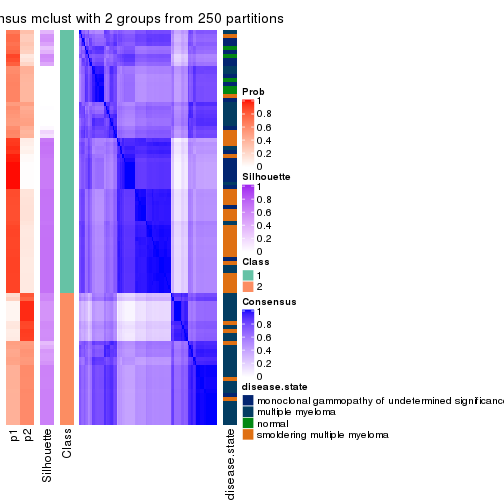 nsus mclust with 2 groups from 250 partitions
Prob
1
0.8
0.6
0.4
0.2
0
Silhouette
1
0.8
0.6
0.4
0.2
0
Class
1
2
Consensus
1
0.8
0.6
0.4
0.2
0
disease.state
monoclonal gammopathy of undetermined significance
multiple myeloma
normal
smoldering multiple myeloma
p1
p2
Silhouette
Class
disease.state